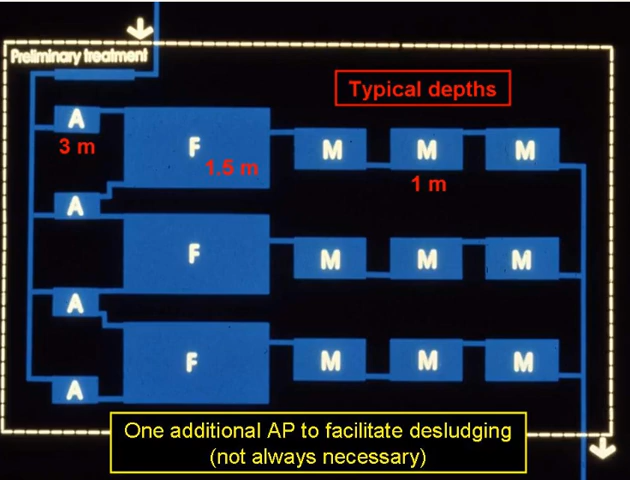 Preliminary treatment
Typical depths
A
F
M
M
M
3 m
1.5 m
1 m
A
F
M
M
M
A
F
M
M
M
A
One additional AP to facilitate desludging
(not always necessary)